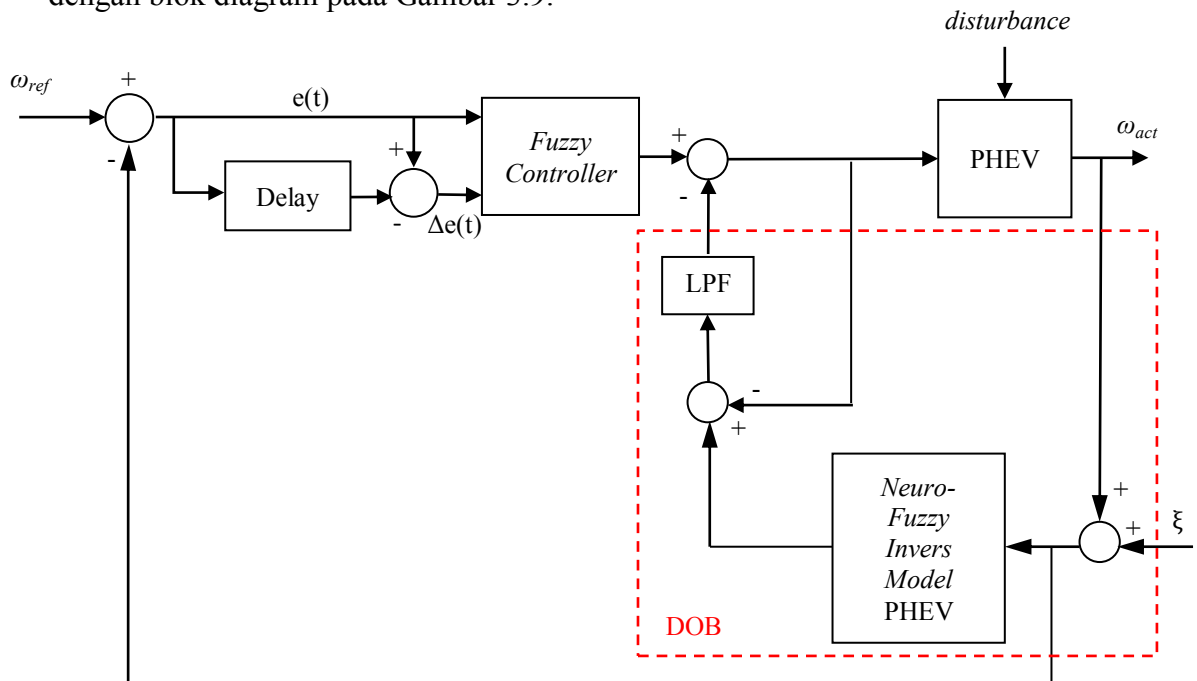 dengan blok diagram pada Gambar 3.9.
disturbance
ω_ref
+
e(t)
-
Delay
+
-
Δe(t)
Fuzzy
Controller
+
-
PHEV
ω_act
LPF
-
+
Neuro-
Fuzzy
Invers
Model
PHEV
+
+
ξ
DOB